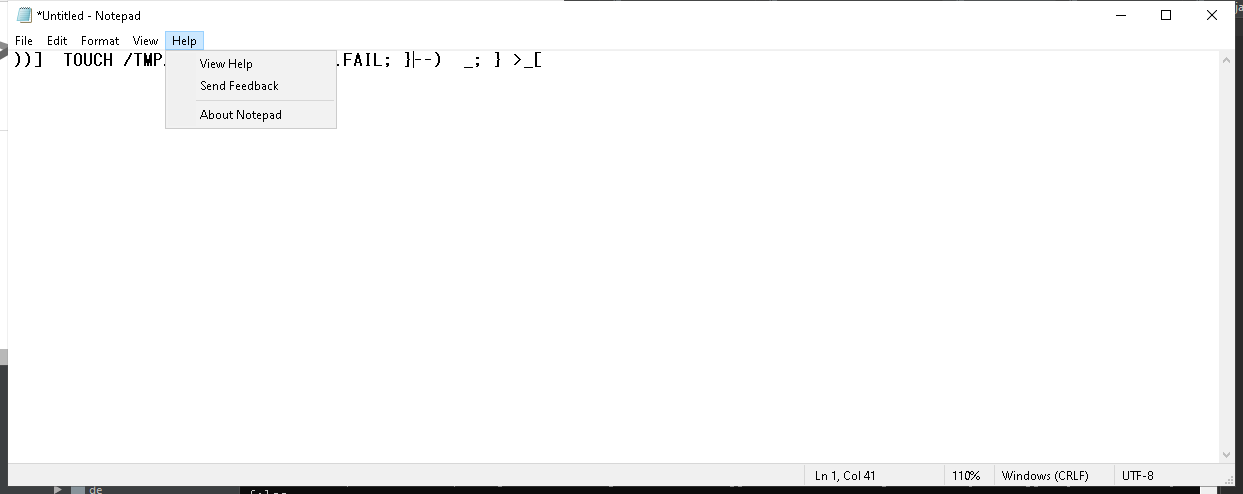 *Untitled - Notepad
File Edit Format View Help
))] TOUCH /TMP. .FAIL; }--) _; } >_[
View Help
Send Feedback
About Notepad
Ln 1, Col 41 110% Windows (CRLF) UTF-8
de